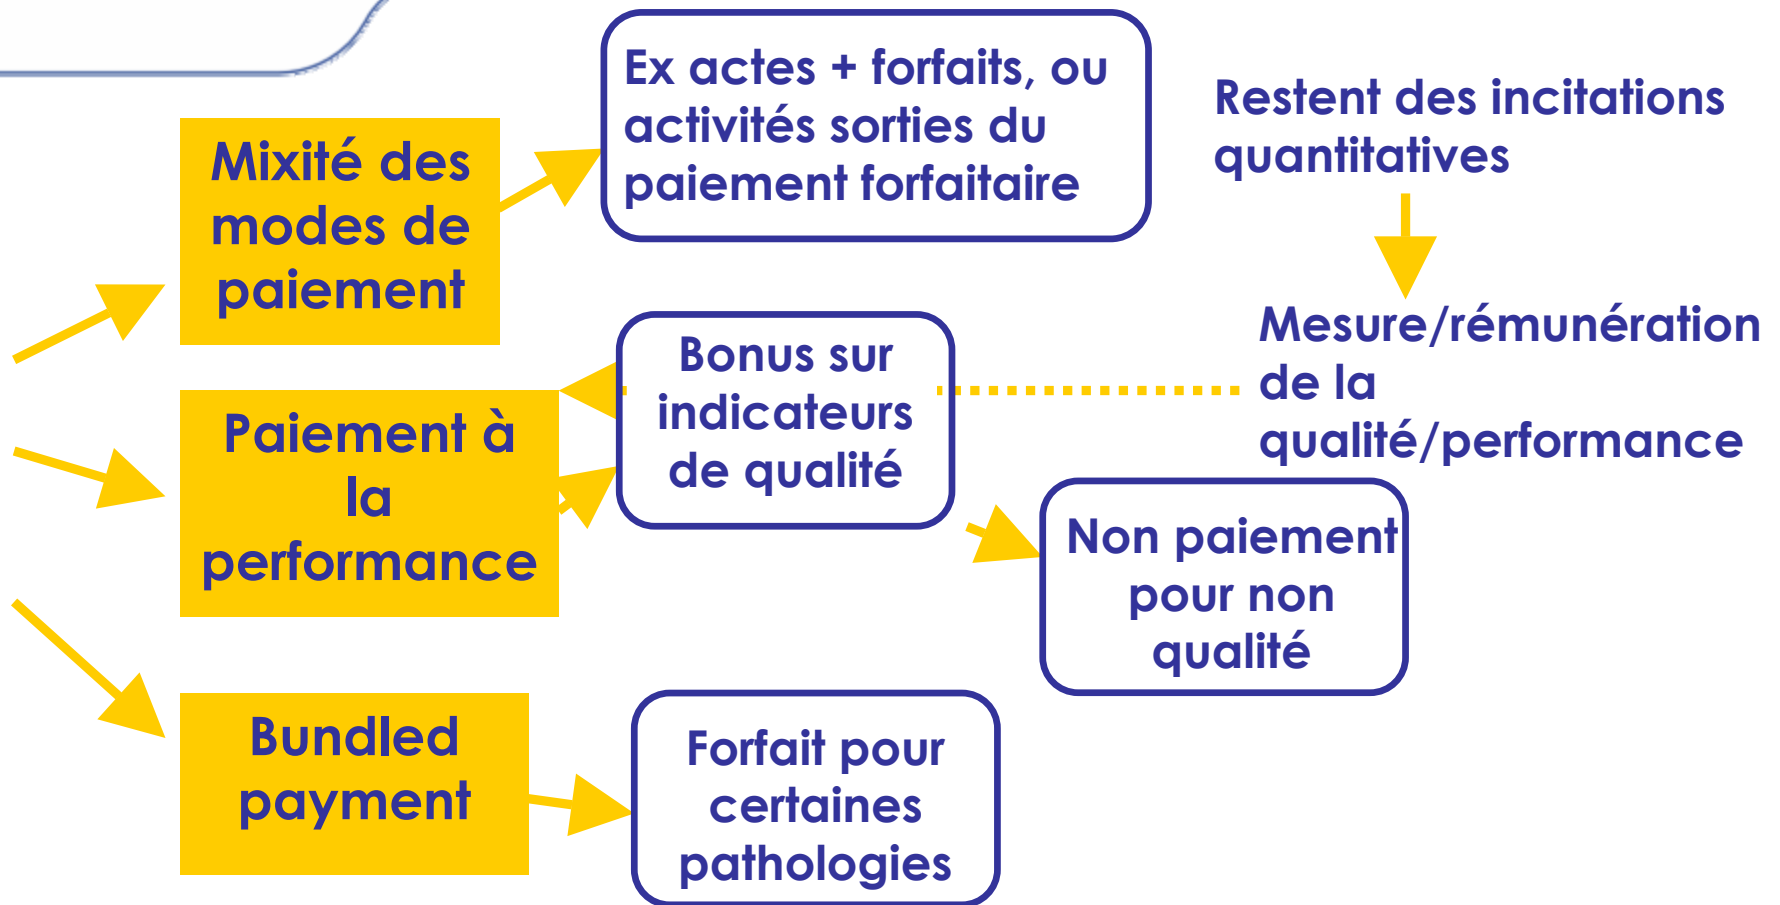 Mixité des
modes de
paiement
Ex actes + forfaits, ou
activités sorties du
paiement forfaitaire
Restent des incitations
quantitatives
Mesure/rémunération
de la
qualité/performance
Paiement à
la
performance
Bonus sur
indicateurs
de qualité
Non paiement
pour non
qualité
Bundled
payment
Forfait pour
certaines
pathologies